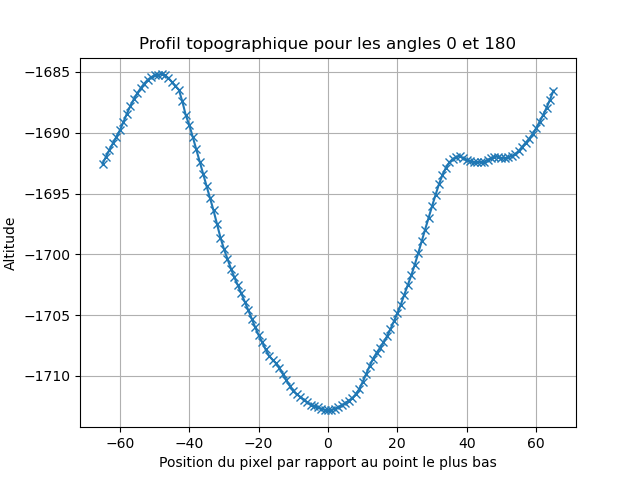 Profil topographique pour les angles 0 et 180
Altitude
−1685
−1690
−1695
−1700
−1705
−1710
−60 −40 −20 0 20 40 60
Position du pixel par rapport au point le plus bas